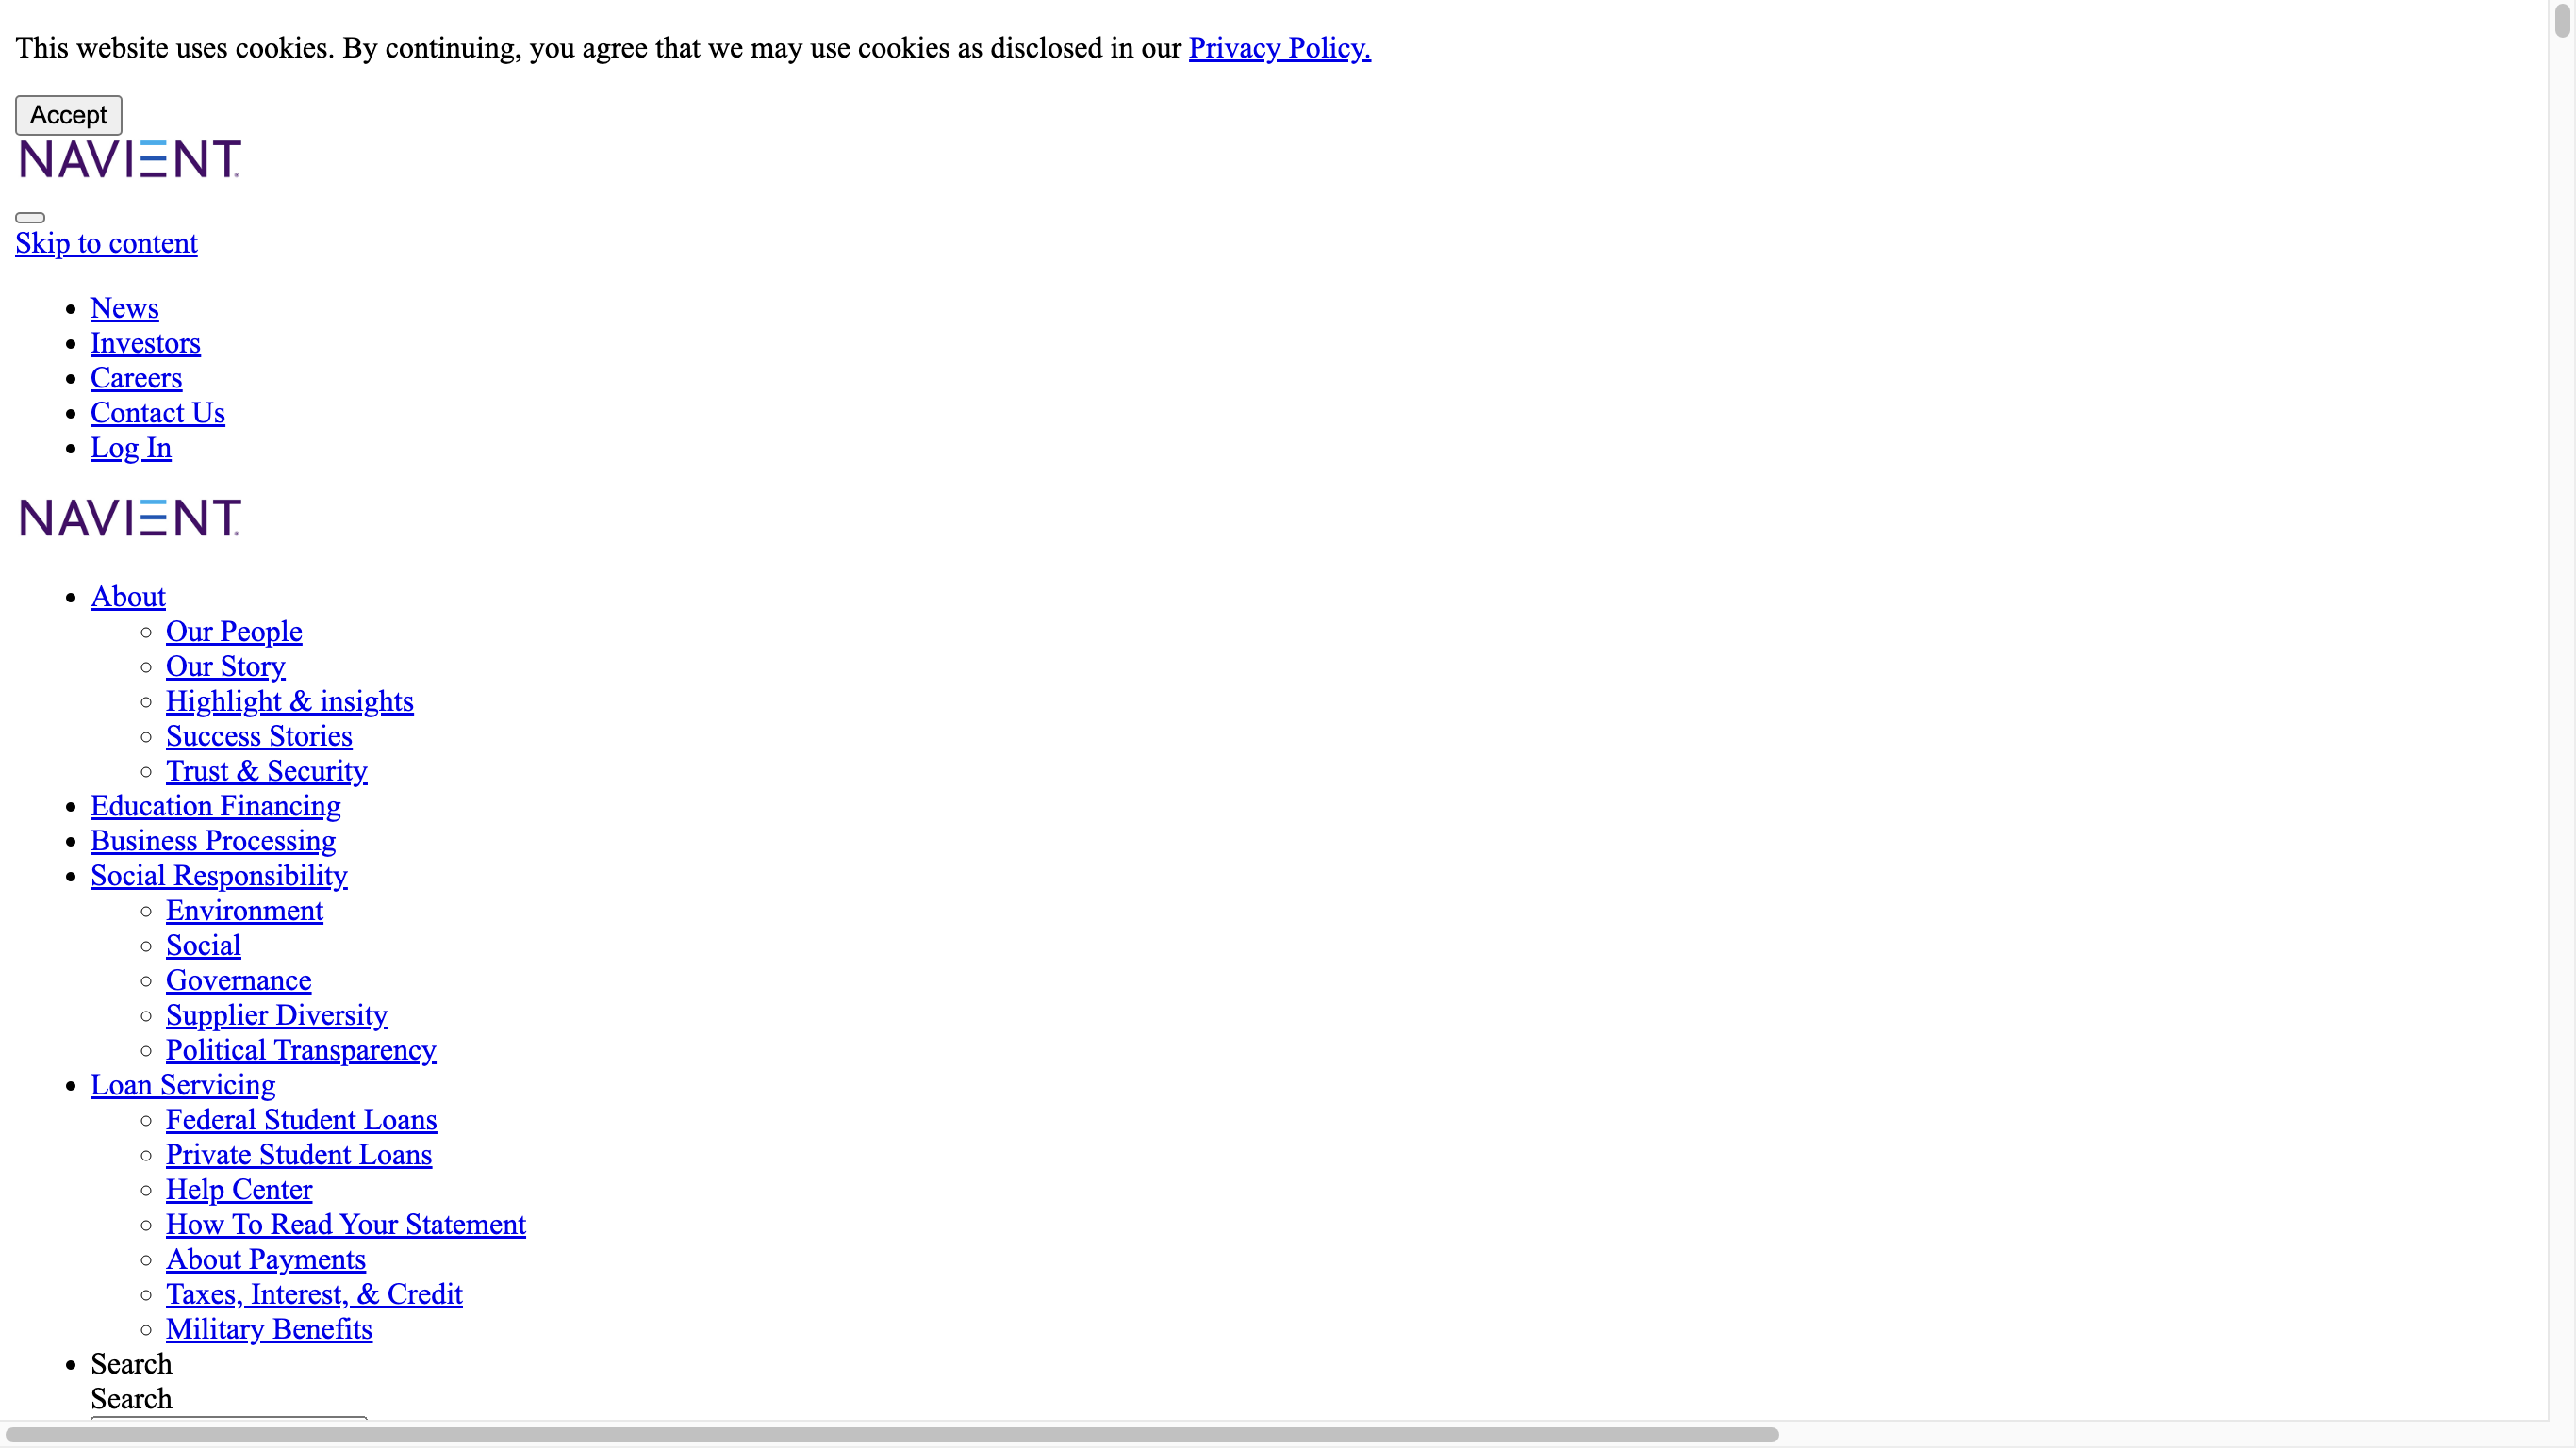 This website uses cookies. By continuing, you agree that we may use cookies as disclosed in our Privacy Policy.
Accept
NAVIENT
Skip to content
News
Investors
Careers
Contact Us
Log In
NAVIENT
About
Our People
Our Story
Highlight & insights
Success Stories
Trust & Security
Education Financing
Business Processing
Social Responsibility
Environment
Social
Governance
Supplier Diversity
Political Transparency
Loan Servicing
Federal Student Loans
Private Student Loans
Help Center
How To Read Your Statement
About Payments
Taxes, Interest, & Credit
Military Benefits
Search
Search